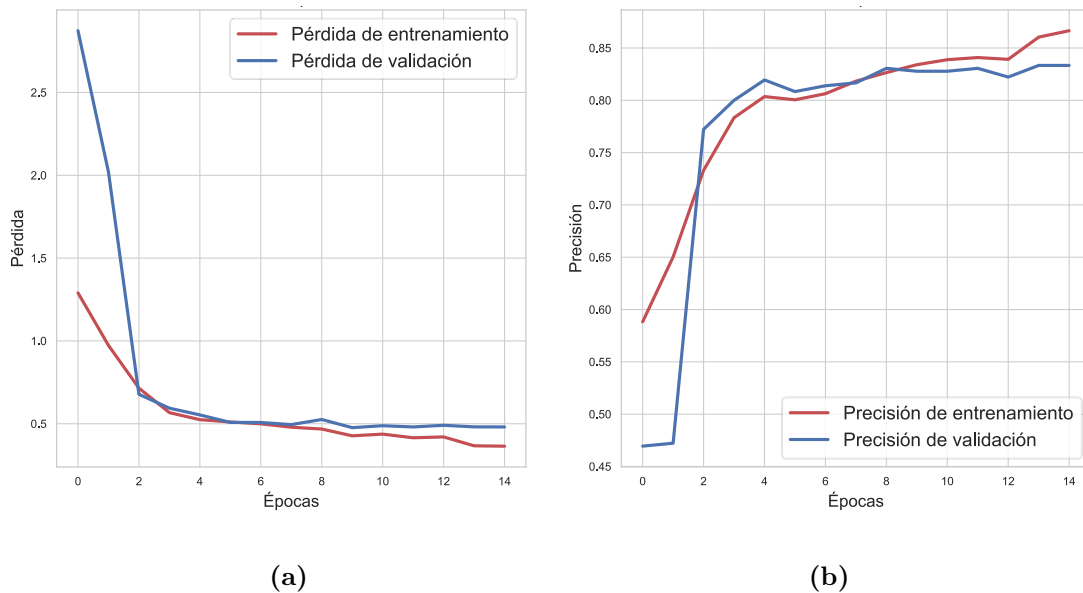 Pérdida de entrenamiento
Pérdida de validación
2.5
2.0
1.5
1.0
0.5
Pérdida
0 2 4 6 8 10 12 14
Épocas
(a)
0.85
0.80
0.75
0.70
0.65
0.60
0.55
0.50
0.45
Precisión
Precisión de entrenamiento
Precisión de validación
0 2 4 6 8 10 12 14
Épocas
(b)